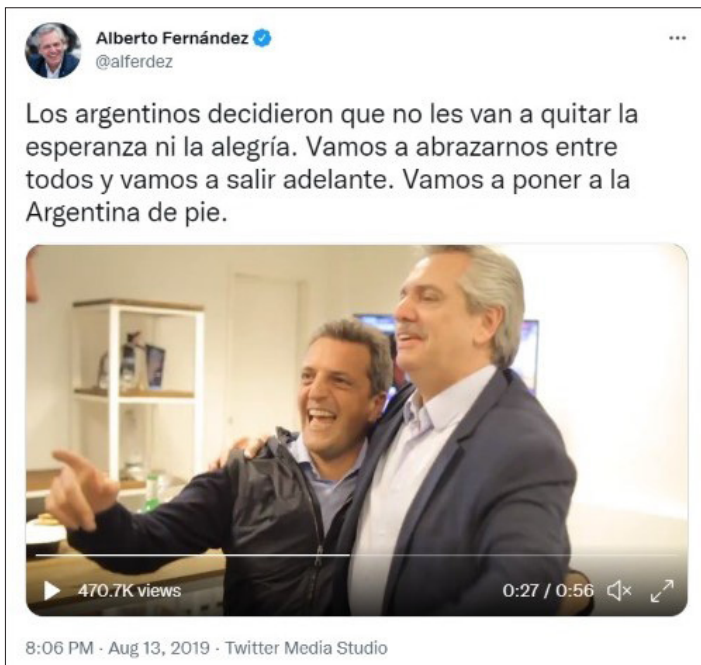 Alberto Fernández
@alferdez
Los argentinos decidieron que no les van a quitar la
esperanza ni la alegría. Vamos a abrazarnos entre
todos y vamos a salir adelante. Vamos a poner a la
Argentina de pie.
470.7K views
0:27 / 0:56
8:06 PM · Aug 13, 2019 · Twitter Media Studio